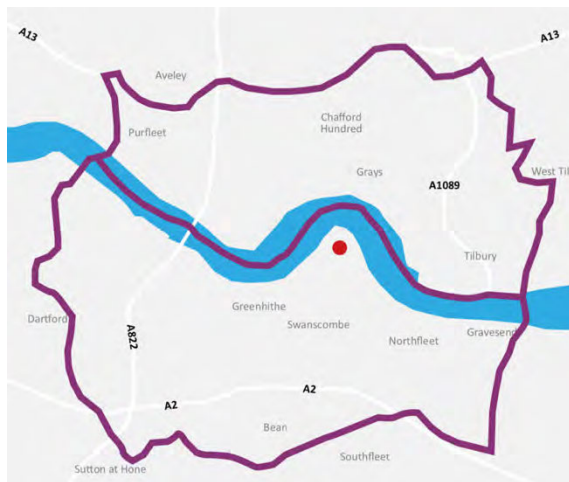 A13
A13
Aveley
Chafford
Hundred
Purfleet
Grays
West Til
A1089
Tilbury
Greenhithe
Dartford
Swanscombe
Gravesend
A822
Northfleet
A2
A2
Bean
Southfleet
Sutton at Hone